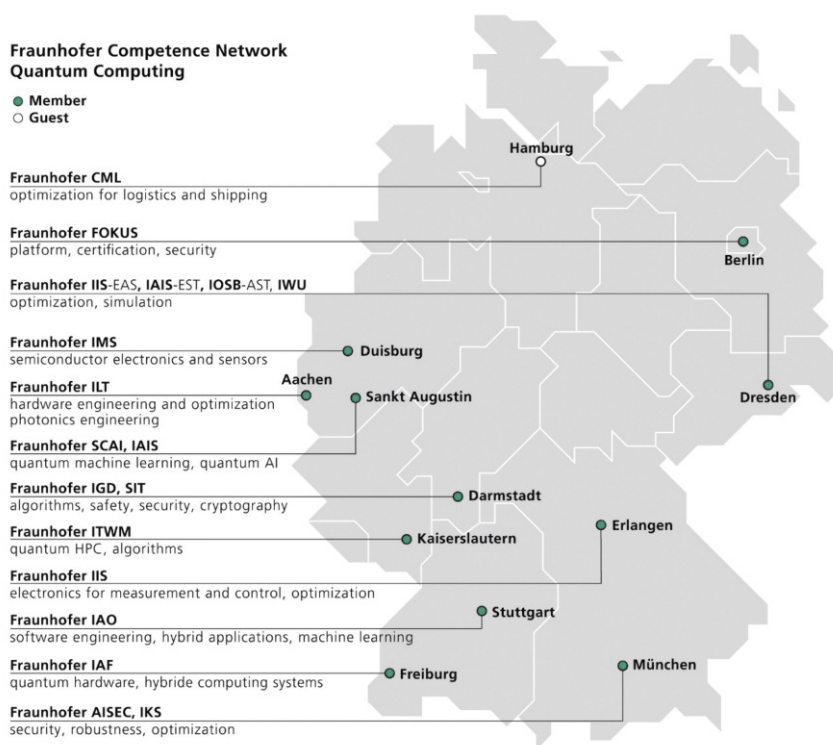 Fraunhofer Competence Network
Quantum Computing
Member
Guest
Hamburg
Fraunhofer CML
optimization for logistics and shipping
Fraunhofer FOKUS
platform, certification, security
Berlin
Fraunhofer IIS-EAS, IAIS-EST, IOSB-AST, IWU
optimization, simulation
Fraunhofer IMS
semiconductor electronics and sensors
Duisburg
Aachen
Fraunhofer ILT
hardware engineering and optimization
photonics engineering
Sankt Augustin
Dresden
Fraunhofer SCAI, IAIS
quantum machine learning, quantum AI
Fraunhofer IGD, SIT
algorithms, safety, security, cryptography
Darmstadt
Fraunhofer ITWM
quantum HPC, algorithms
Kaiserslautern
Erlangen
Fraunhofer IIS
electronics for measurement and control, optimization
Fraunhofer IAO
software engineering, hybrid applications, machine learning
Stuttgart
Fraunhofer IAF
quantum hardware, hybride computing systems
Freiburg
München
Fraunhofer AISEC, IKS
security, robustness, optimization